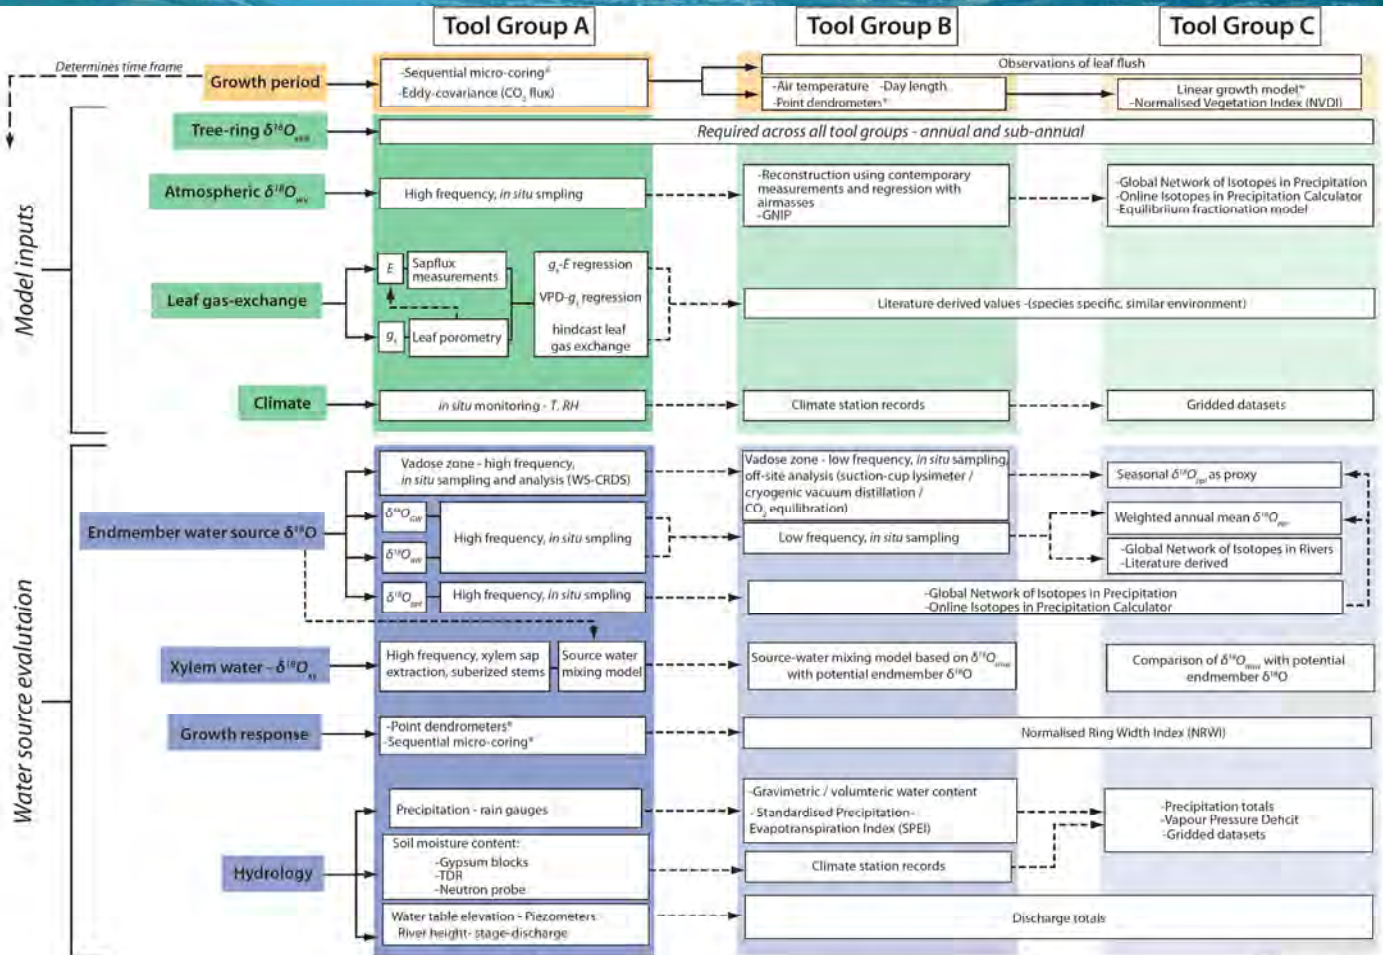 Tool Group A
Tool Group B
Tool Group C
Determines time frame
Growth period
-Sequential micro-coring*
-Eddy-covariance (CO₂ flux)
Observations of leaf flush
-Air temperature -Day length
-Point dendrometers*
Linear growth model*
-Normalised Vegetation Index (NVDI)
Model inputs
Tree-ring δ¹⁸O
Required across all tool groups - annual and sub-annual
Atmospheric δ¹⁸O
High frequency, in situ smpling
-Reconstruction using contemporary
measurements and regression with
airmasses
-GNIP
-Global Network of Isotopes in Precipitation
-Online Isotopes in Precipitation Calculator
-Equilibrium fractionation model
Leaf gas-exchange
E
Sapflux
measurements
gₛ
Leaf porometry
gₛ-E regression
VPD-gₛ regression
hindcast leaf
gas exchange
Literature derived values -(species specific, similar environment)
Climate
in situ monitoring - T, RH
Climate station records
Gridded datasets
Water source evalutaion
Endmember water source δ¹⁸O
Vadose zone - high frequency,
in situ sampling and analysis (WS-CRDS)
δ¹⁸O
δ¹⁸O
High frequency, in situ smpling
δ¹⁸O
High frequency, in situ smpling
Vadose zone - low frequency, in situ sampling,
off-site analysis (suction-cup lysimeter /
cryogenic vacuum distillation /
CO₂ equilibration)
Low frequency, in situ sampling
Seasonal δ¹⁸O as proxy
Weighted annual mean δ¹⁸O
-Global Network of Isotopes in Rivers
-Literature derived
-Global Network of Isotopes in Precipitation
-Online Isotopes in Precipitation Calculator
Xylem water - δ¹⁸O
High frequency, xylem sap
extraction, suberized stems
Source water
mixing model
Source-water mixing model based on δ¹⁸O
with potential endmember δ¹⁸O
Comparison of δ¹⁸O with potential
endmember δ¹⁸O
Growth response
-Point dendrometers*
-Sequential micro-coring*
Normalised Ring Width Index (NRWI)
Hydrology
Precipitation - rain gauges
-Gravimetric / volumteric water content
- Standardised Precipitation-
Evapotranspiration Index (SPEI)
-Precipitation totals
-Vapour Pressure Deficit
-Gridded datasets
Soil moisture content:
-Gypsum blocks
-TDR
-Neutron probe
Climate station records
Water table elevation - Piezometers
River height- stage-discharge
Discharge totals